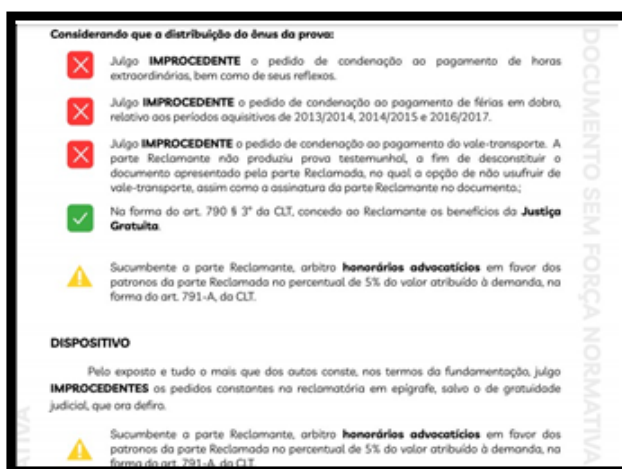 Considerando que a distribuição do ônus da prova:
Julgo IMPROCEDENTE o pedido de condenação ao pagamento de horas
extraordinárias, bem como de seus reflexos.
Julgo IMPROCEDENTE o pedido de condenação ao pagamento de férias em dobro,
relativo aos períodos aquisitivos de 2013/2014, 2014/2015 e 2016/2017.
Julgo IMPROCEDENTE o pedido de condenação ao pagamento do vale-transporte. A
parte Reclamante não produziu prova testemunhal, a fim de desconstituir o
documento apresentado pela parte Reclamada, no qual a opção de não usufruir de
vale-transporte, assim como a assinatura da parte Reclamante no documento.;
Na forma do art. 790 § 3° da CLT, concedo ao Reclamante os benefícios da Justiça
Gratuita.
Sucumbente a parte Reclamante, arbitro honorários advocatícios em favor dos
patronos da parte Reclamada no percentual de 5% do valor atribuído à demanda, na
forma do art. 791-A, da CLT.
DISPOSITIVO
Pelo exposto e tudo o mais que dos autos conste, nos termos da fundamentação, julgo
IMPROCEDENTES os pedidos constantes na reclamatória em epígrafe, salvo o de gratuidade
judicial, que ora defiro.
Sucumbente a parte Reclamante, arbitro honorários advocatícios em favor dos
patronos da parte Reclamada no percentual de 5% do valor atribuído à demanda, na
forma do art. 791-A, da CLT.
DOCUMENTO SEM FORÇA NORMATIVA
ATIVA